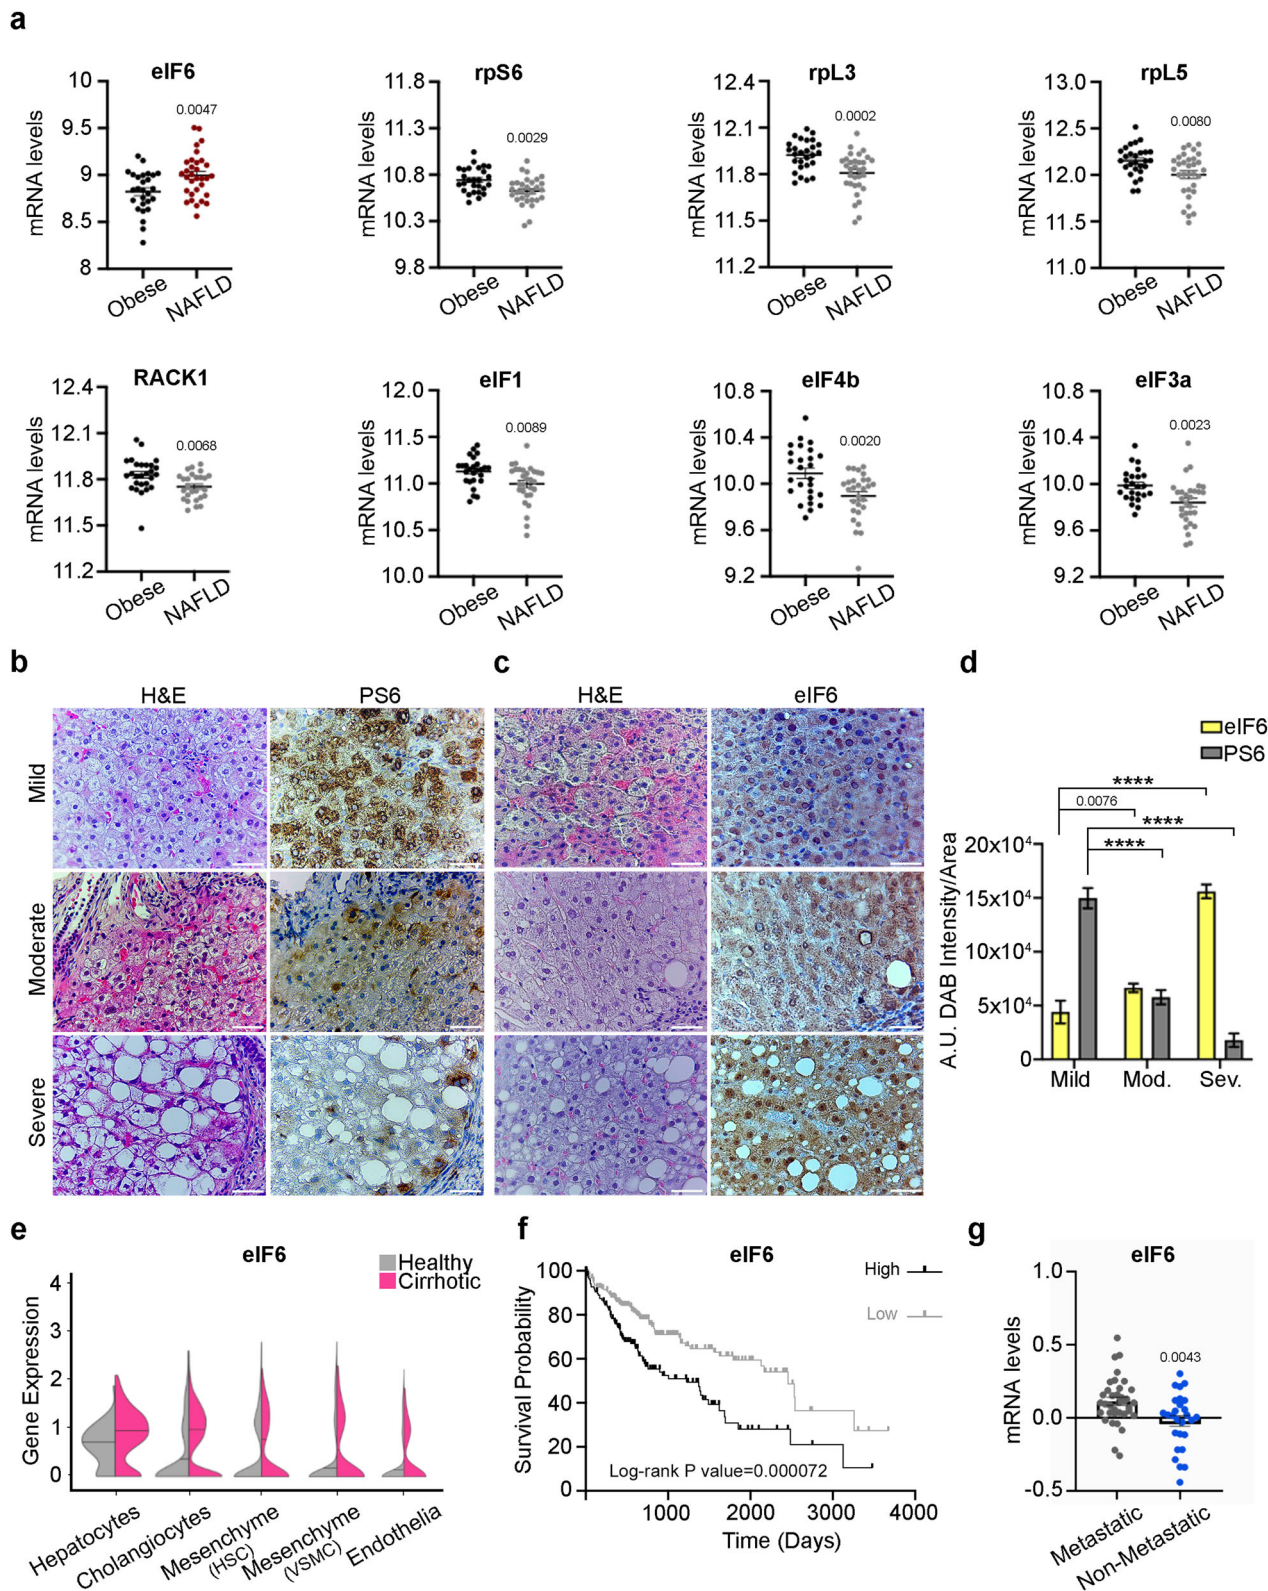 a
eIF6
10
9.5
9
8.5
8
mRNA levels
0.0047
Obese
NAFLD
rpS6
11.8
11.3
10.8
10.3
9.8
mRNA levels
0.0029
Obese
NAFLD
rpL3
12.4
12.1
11.8
11.5
11.2
mRNA levels
0.0002
Obese
NAFLD
rpL5
13.0
12.5
12.0
11.5
11.0
mRNA levels
0.0080
Obese
NAFLD
RACK1
12.4
12.1
11.8
11.5
11.2
mRNA levels
0.0068
Obese
NAFLD
eIF1
12.0
11.5
11.0
10.5
10.0
mRNA levels
0.0089
Obese
NAFLD
eIF4b
10.8
10.4
10.0
9.6
9.2
mRNA levels
0.0020
Obese
NAFLD
eIF3a
10.8
10.4
10.0
9.6
9.2
mRNA levels
0.0023
Obese
NAFLD
b
H&E
PS6
Mild
Moderate
Severe
c
H&E
eIF6
d
eIF6
PS6
****
0.0076
****
****
20x10⁴
15x10⁴
10x10⁴
5x10⁴
0
A.U. DAB Intensity/Area
Mild
Mod.
Sev.
e
eIF6
Healthy
Cirrhotic
4
3
2
1
0
Gene Expression
Hepatocytes
Cholangiocytes
Mesenchyme
(HSC)
Mesenchyme
(VSMC)
Endothelia
f
eIF6
High
Low
100
80
60
40
20
0
Survival Probability
Log-rank P value=0.000072
1000
2000
3000
4000
Time (Days)
g
eIF6
1.0
0.5
0.0
-0.5
mRNA levels
0.0043
Metastatic
Non-Metastatic